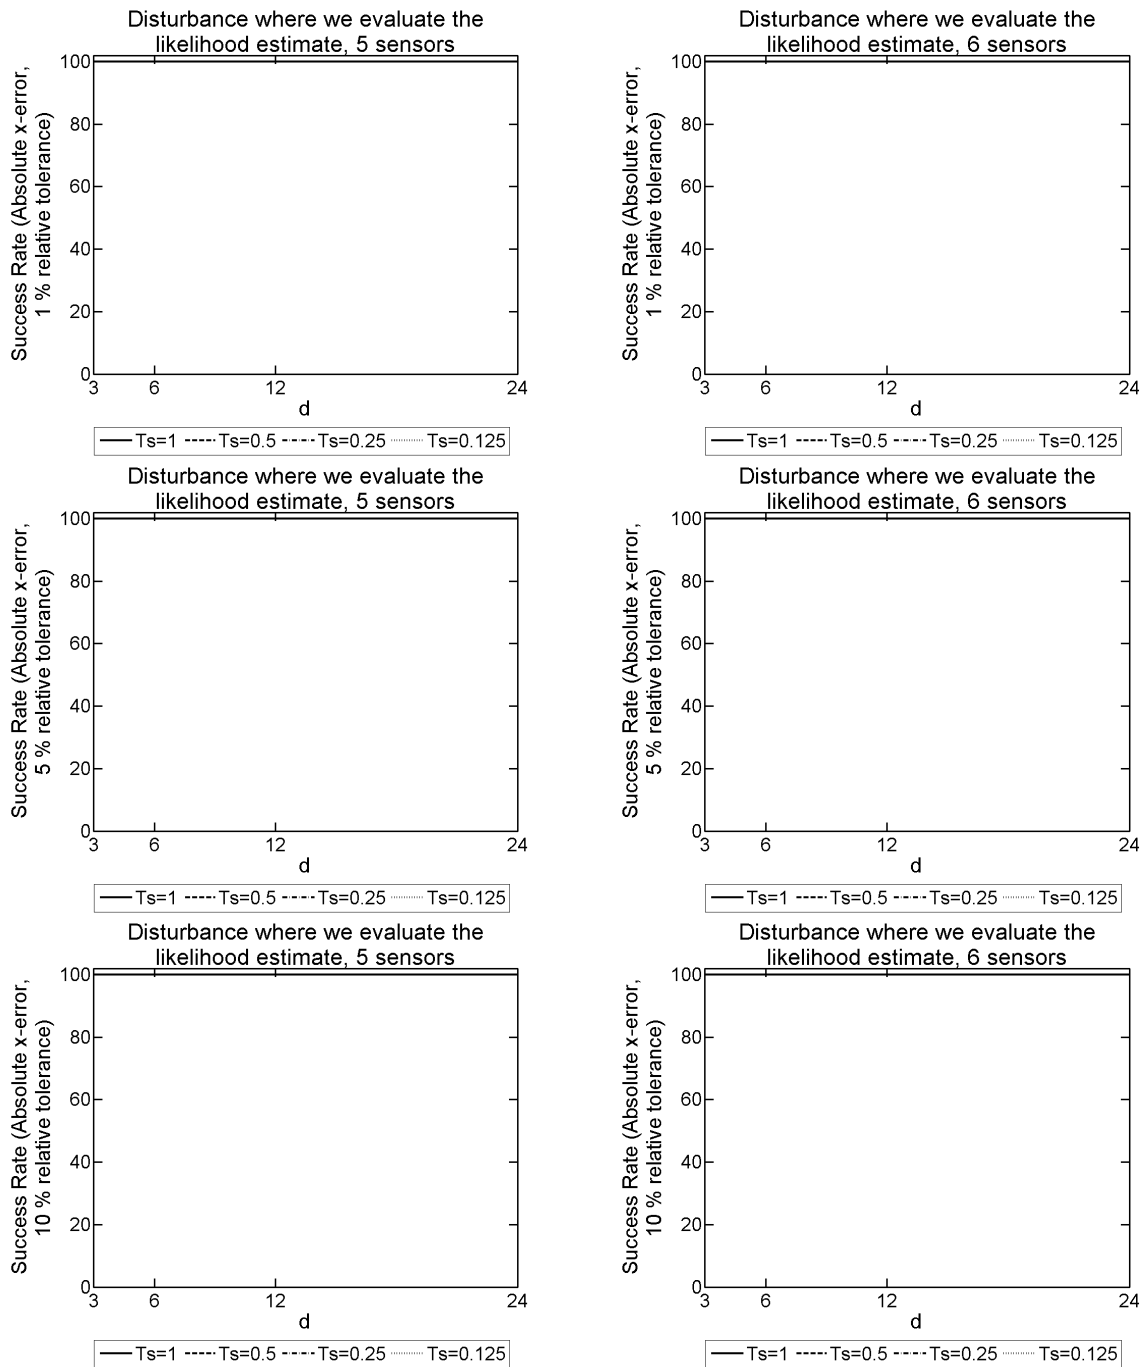 Disturbance where we evaluate the
likelihood estimate, 5 sensors
Success Rate (Absolute x-error,
1 % relative tolerance)
100
80
60
40
20
0
3 6 12 24
d
Ts=1 Ts=0.5 Ts=0.25 Ts=0.125
Disturbance where we evaluate the
likelihood estimate, 6 sensors
Success Rate (Absolute x-error,
1 % relative tolerance)
100
80
60
40
20
0
3 6 12 24
d
Ts=1 Ts=0.5 Ts=0.25 Ts=0.125
Disturbance where we evaluate the
likelihood estimate, 5 sensors
Success Rate (Absolute x-error,
5 % relative tolerance)
100
80
60
40
20
0
3 6 12 24
d
Ts=1 Ts=0.5 Ts=0.25 Ts=0.125
Disturbance where we evaluate the
likelihood estimate, 6 sensors
Success Rate (Absolute x-error,
5 % relative tolerance)
100
80
60
40
20
0
3 6 12 24
d
Ts=1 Ts=0.5 Ts=0.25 Ts=0.125
Disturbance where we evaluate the
likelihood estimate, 5 sensors
Success Rate (Absolute x-error,
10 % relative tolerance)
100
80
60
40
20
0
3 6 12 24
d
Ts=1 Ts=0.5 Ts=0.25 Ts=0.125
Disturbance where we evaluate the
likelihood estimate, 6 sensors
Success Rate (Absolute x-error,
10 % relative tolerance)
100
80
60
40
20
0
3 6 12 24
d
Ts=1 Ts=0.5 Ts=0.25 Ts=0.125